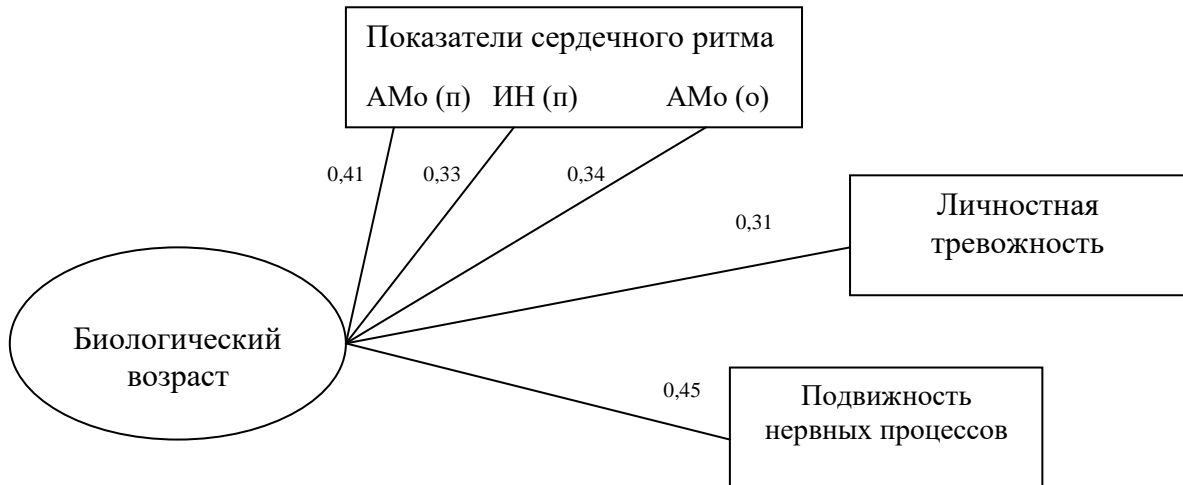 Показатели сердечного ритма
АМо (п) ИН (п) АМо (о)
0,41 0,33 0,34
Личностная
тревожность
0,31
Биологический
возраст
0,45
Подвижность
нервных процессов